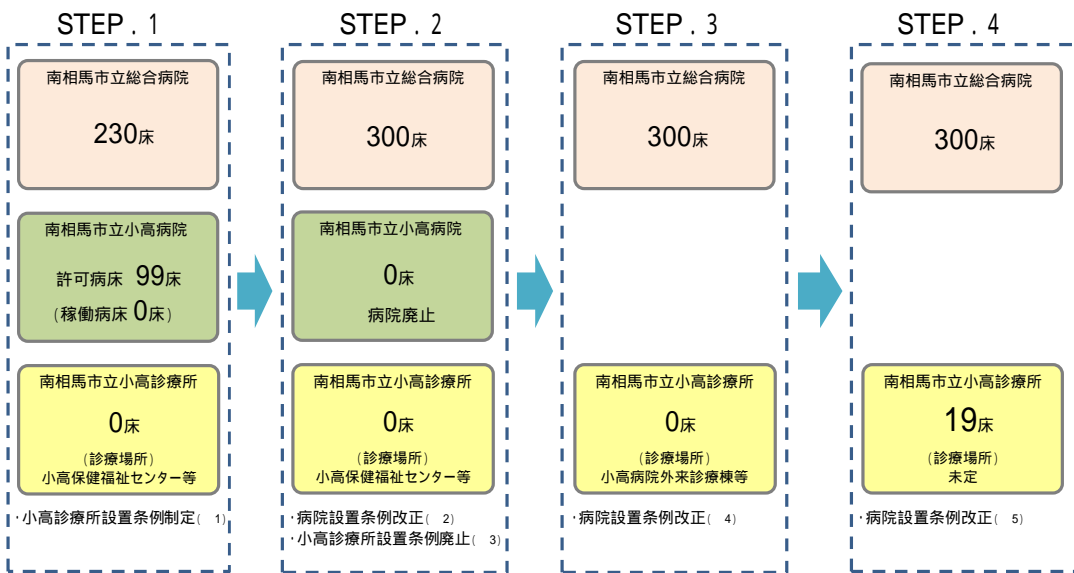 STEP . 1
南相馬市立総合病院
230床
南相馬市立小高病院
許可病床 99床
(稼働病床 0床)
南相馬市立小高診療所
0床
(診療場所)
小高保健福祉センター等
・小高診療所設置条例制定( 1)
STEP . 2
南相馬市立総合病院
300床
南相馬市立小高病院
0床
病院廃止
南相馬市立小高診療所
0床
(診療場所)
小高保健福祉センター等
・病院設置条例改正( 2)
・小高診療所設置条例廃止( 3)
STEP . 3
南相馬市立総合病院
300床
南相馬市立小高診療所
0床
(診療場所)
小高病院外来診療棟等
・病院設置条例改正( 4)
STEP . 4
南相馬市立総合病院
300床
南相馬市立小高診療所
19床
(診療場所)
未定
・病院設置条例改正( 5)